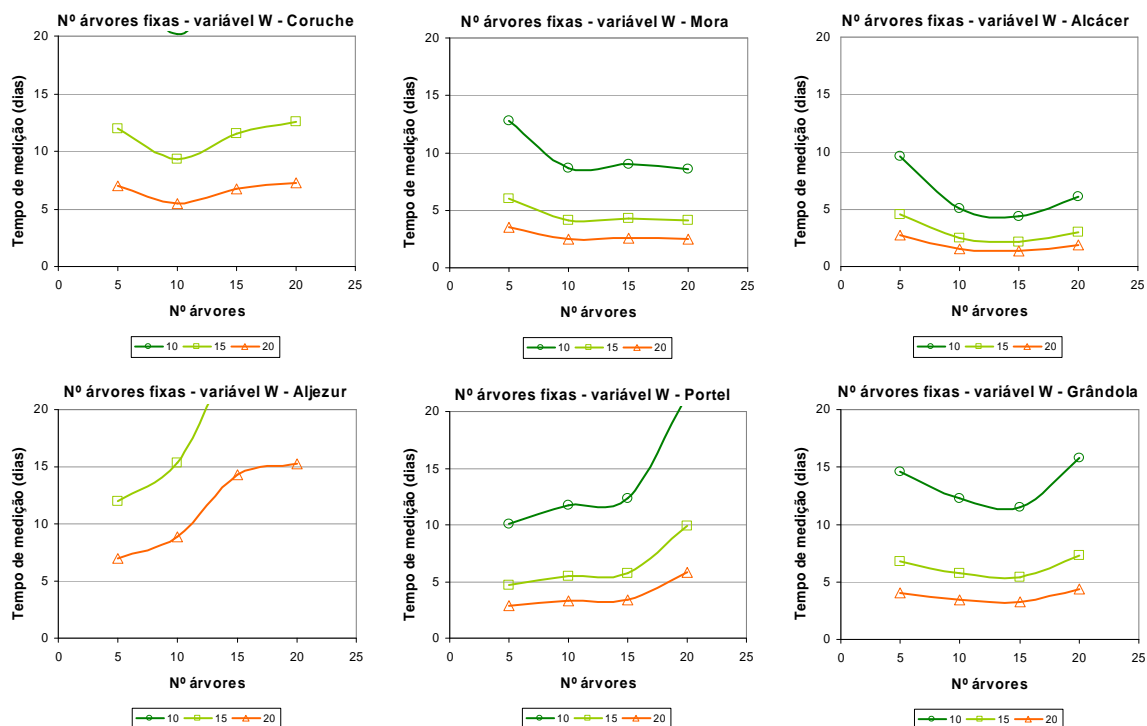 Nº árvores fixas - variável W - Coruche
Tempo de medição (dias)
20
15
10
5
0
0 5 10 15 20 25
Nº árvores
10 15 20
Nº árvores fixas - variável W - Mora
Tempo de medição (dias)
20
15
10
5
0
0 5 10 15 20 25
Nº árvores
10 15 20
Nº árvores fixas - variável W - Alcácer
Tempo de medição (dias)
20
15
10
5
0
0 5 10 15 20 25
Nº árvores
10 15 20
Nº árvores fixas - variável W - Aljezur
Tempo de medição (dias)
20
15
10
5
0
0 5 10 15 20 25
Nº árvores
10 15 20
Nº árvores fixas - variável W - Portel
Tempo de medição (dias)
20
15
10
5
0
0 5 10 15 20 25
Nº árvores
10 15 20
Nº árvores fixas - variável W - Grândola
Tempo de medição (dias)
20
15
10
5
0
0 5 10 15 20 25
Nº árvores
10 15 20